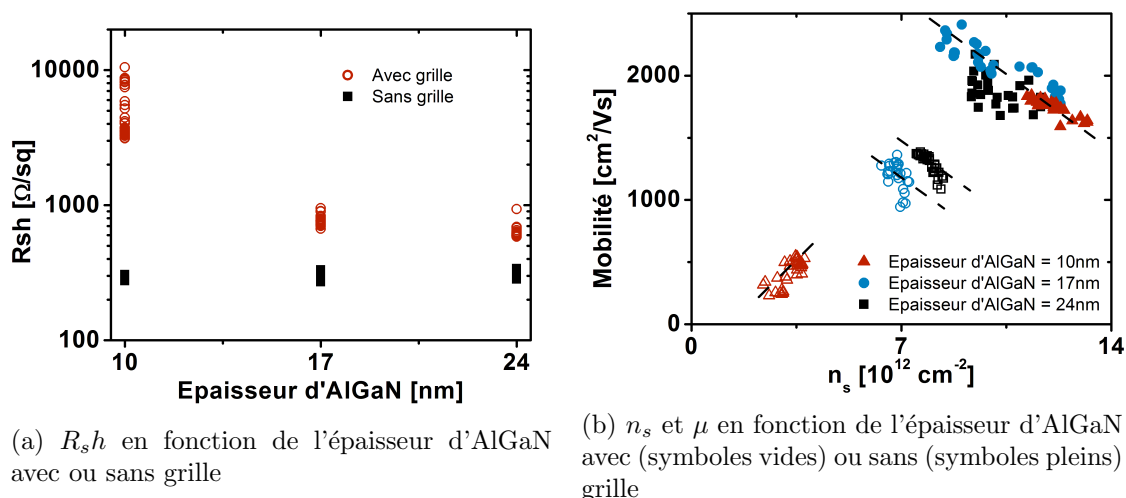 10000
1000
100
Rsh [Ω/sq]
Avec grille
Sans grille
10
17
24
Epaisseur d'AlGaN [nm]
(a) R_sh en fonction de l'épaisseur d'AlGaN
avec ou sans grille
2000
1000
0
Mobilité [cm²/Vs]
Epaisseur d'AlGaN = 10nm
Epaisseur d'AlGaN = 17nm
Epaisseur d'AlGaN = 24nm
0
7
14
n_s [10¹² cm⁻²]
(b) n_s et μ en fonction de l'épaisseur d'AlGaN
avec (symboles vides) ou sans (symboles pleins)
grille